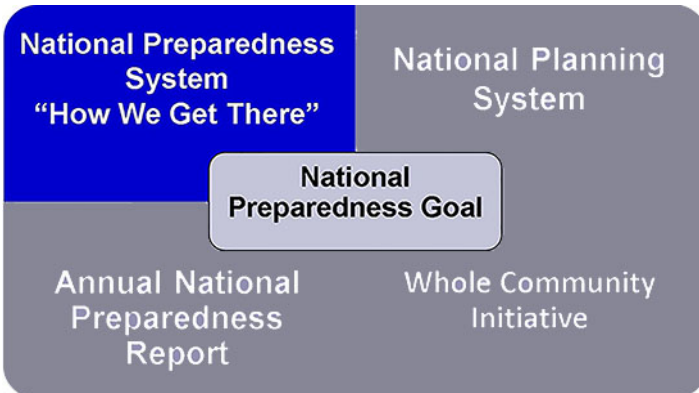 National Preparedness
System
“How We Get There”
National Planning
System
National
Preparedness Goal
Annual National
Preparedness
Report
Whole Community
Initiative